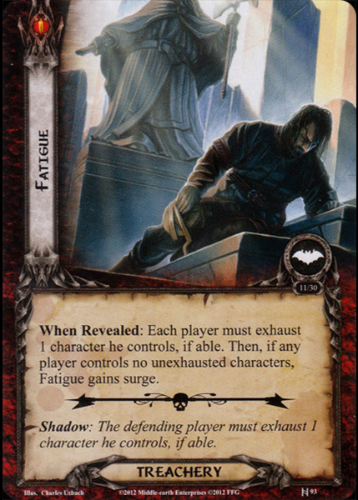 Fatigue
11/30
When Revealed: Each player must exhaust
1 character he controls, if able. Then, if any
player controls no unexhausted characters,
Fatigue gains surge.
Shadow: The defending player must exhaust 1
character he controls, if able.
TREACHERY
Illus. Charles Urbach
©2012 Middle-earth Enterprises ©2012 FFG
93